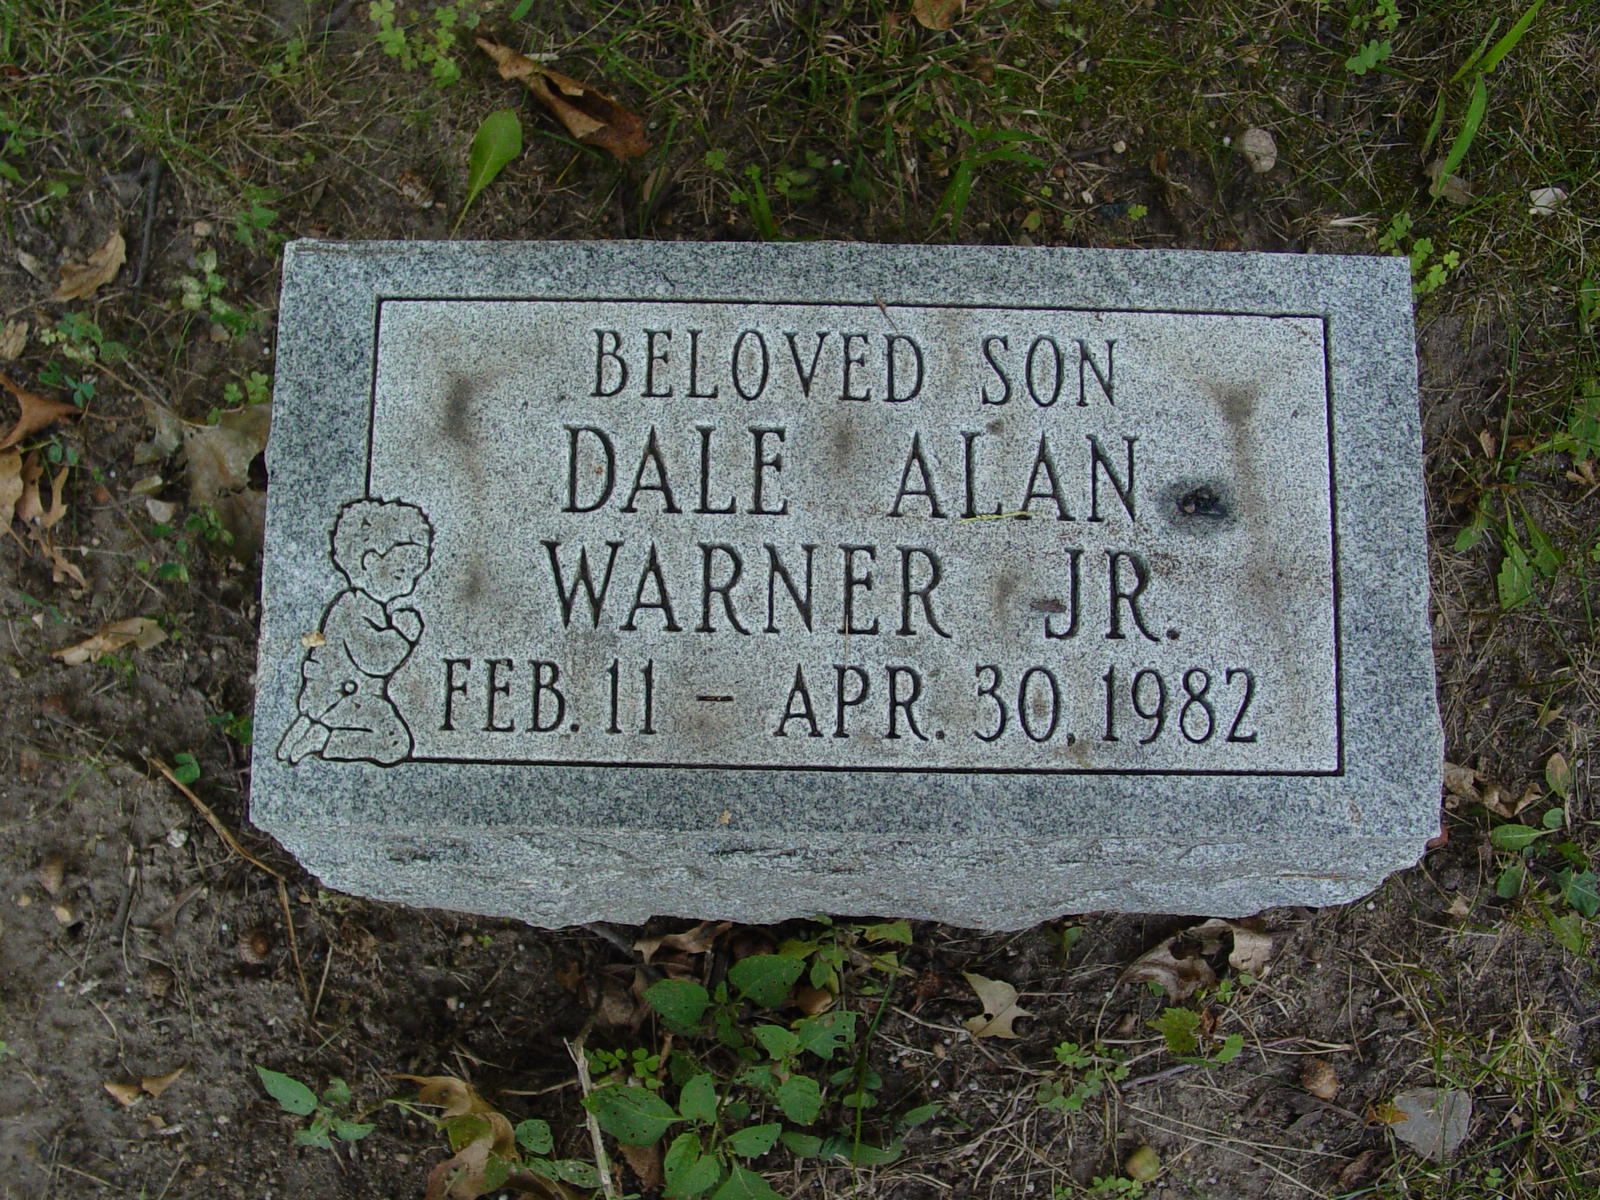 BELOVED SON
DALE ALAN
WARNER JR.
FEB. 11 – APR. 30, 1982